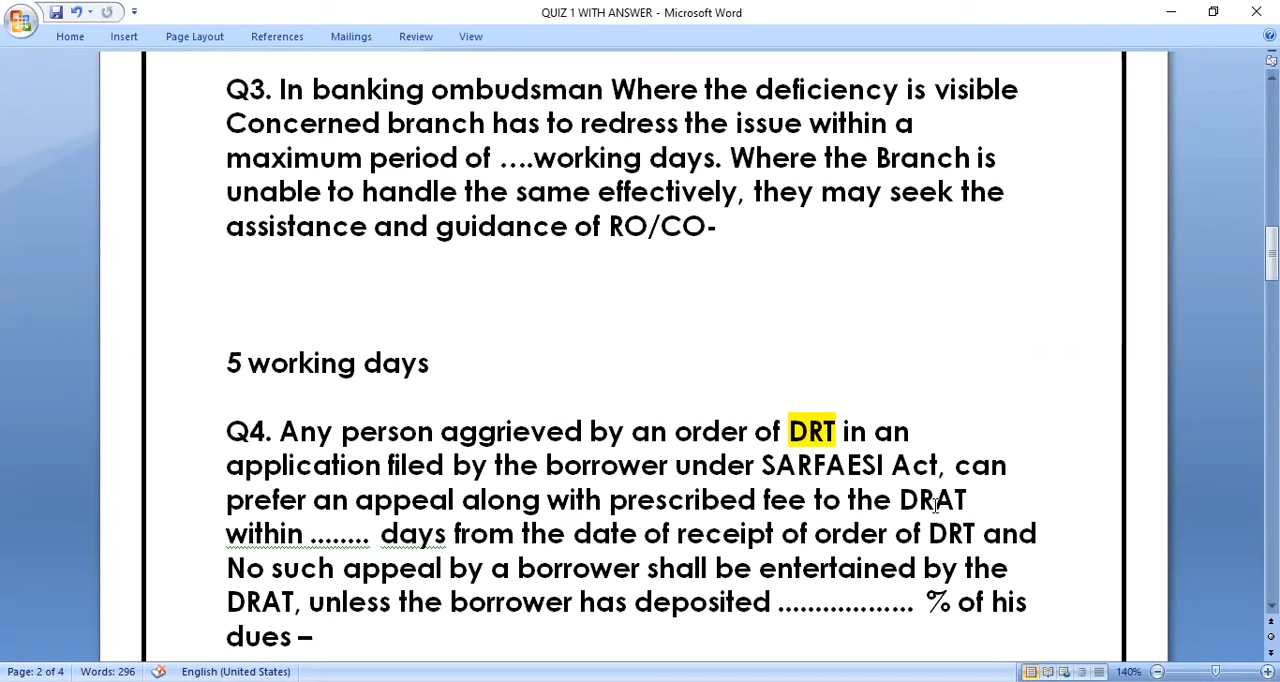 QUIZ 1 WITH ANSWER - Microsoft Word
Home Insert Page Layout References Mailings Review View
Q3. In banking ombudsman Where the deficiency is visible
Concerned branch has to redress the issue within a
maximum period of ....working days. Where the Branch is
unable to handle the same effectively, they may seek the
assistance and guidance of RO/CO-
5 working days
Q4. Any person aggrieved by an order of DRT in an
application filed by the borrower under SARFAESI Act, can
prefer an appeal along with prescribed fee to the DRAT
within ........ days from the date of receipt of order of DRT and
No such appeal by a borrower shall be entertained by the
DRAT, unless the borrower has deposited .................. % of his
dues –
Page: 2 of 4 Words: 296 English (United States) 140%